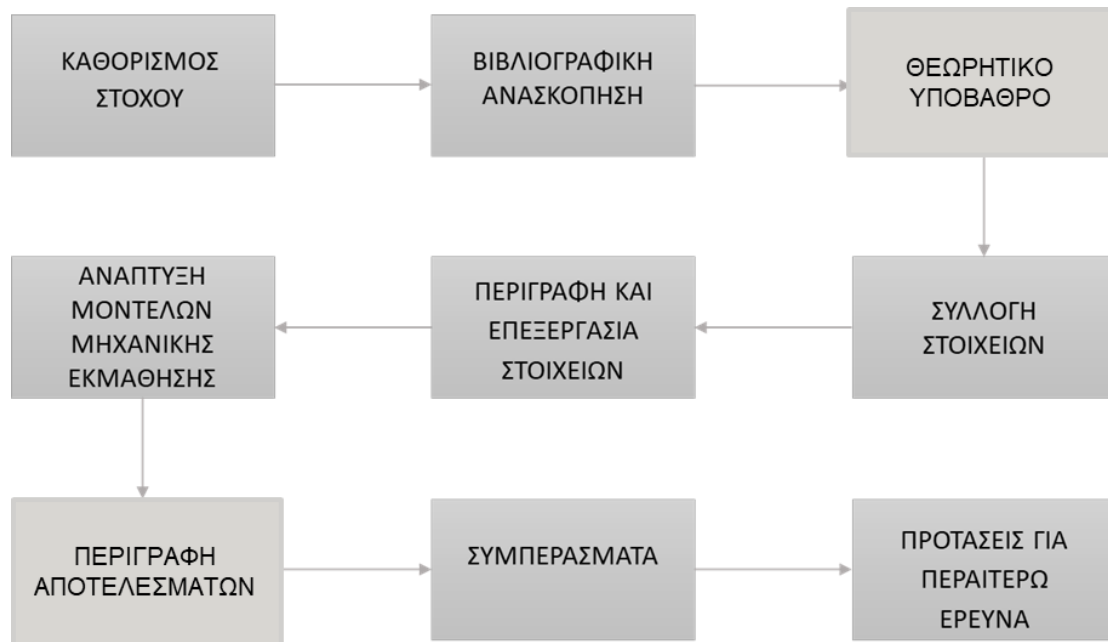 ΚΑΘΟΡΙΣΜΟΣ
ΣΤΟΧΟΥ
ΒΙΒΛΙΟΓΡΑΦΙΚΗ
ΑΝΑΣΚΟΠΗΣΗ
ΘΕΩΡΗΤΙΚΟ
ΥΠΟΒΑΘΡΟ
ΣΥΛΛΟΓΗ
ΣΤΟΙΧΕΙΩΝ
ΠΕΡΙΓΡΑΦΗ ΚΑΙ
ΕΠΕΞΕΡΓΑΣΙΑ
ΣΤΟΙΧΕΙΩΝ
ΑΝΑΠΤΥΞΗ
ΜΟΝΤΕΛΩΝ
ΜΗΧΑΝΙΚΗΣ
ΕΚΜΑΘΗΣΗΣ
ΠΕΡΙΓΡΑΦΗ
ΑΠΟΤΕΛΕΣΜΑΤΩΝ
ΣΥΜΠΕΡΑΣΜΑΤΑ
ΠΡΟΤΑΣΕΙΣ ΓΙΑ
ΠΕΡΑΙΤΕΡΩ
ΕΡΕΥΝΑ